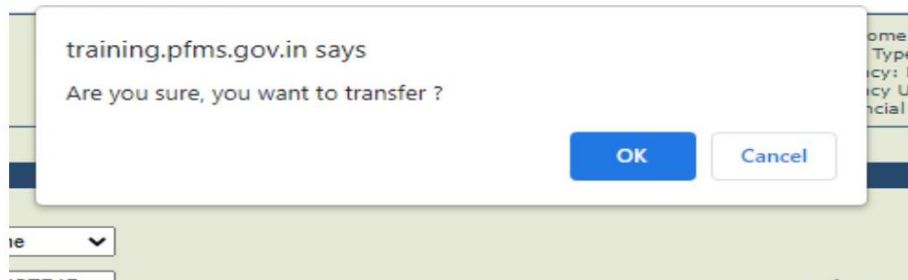 training.pfms.gov.in says
Are you sure, you want to transfer ?
OK
Cancel